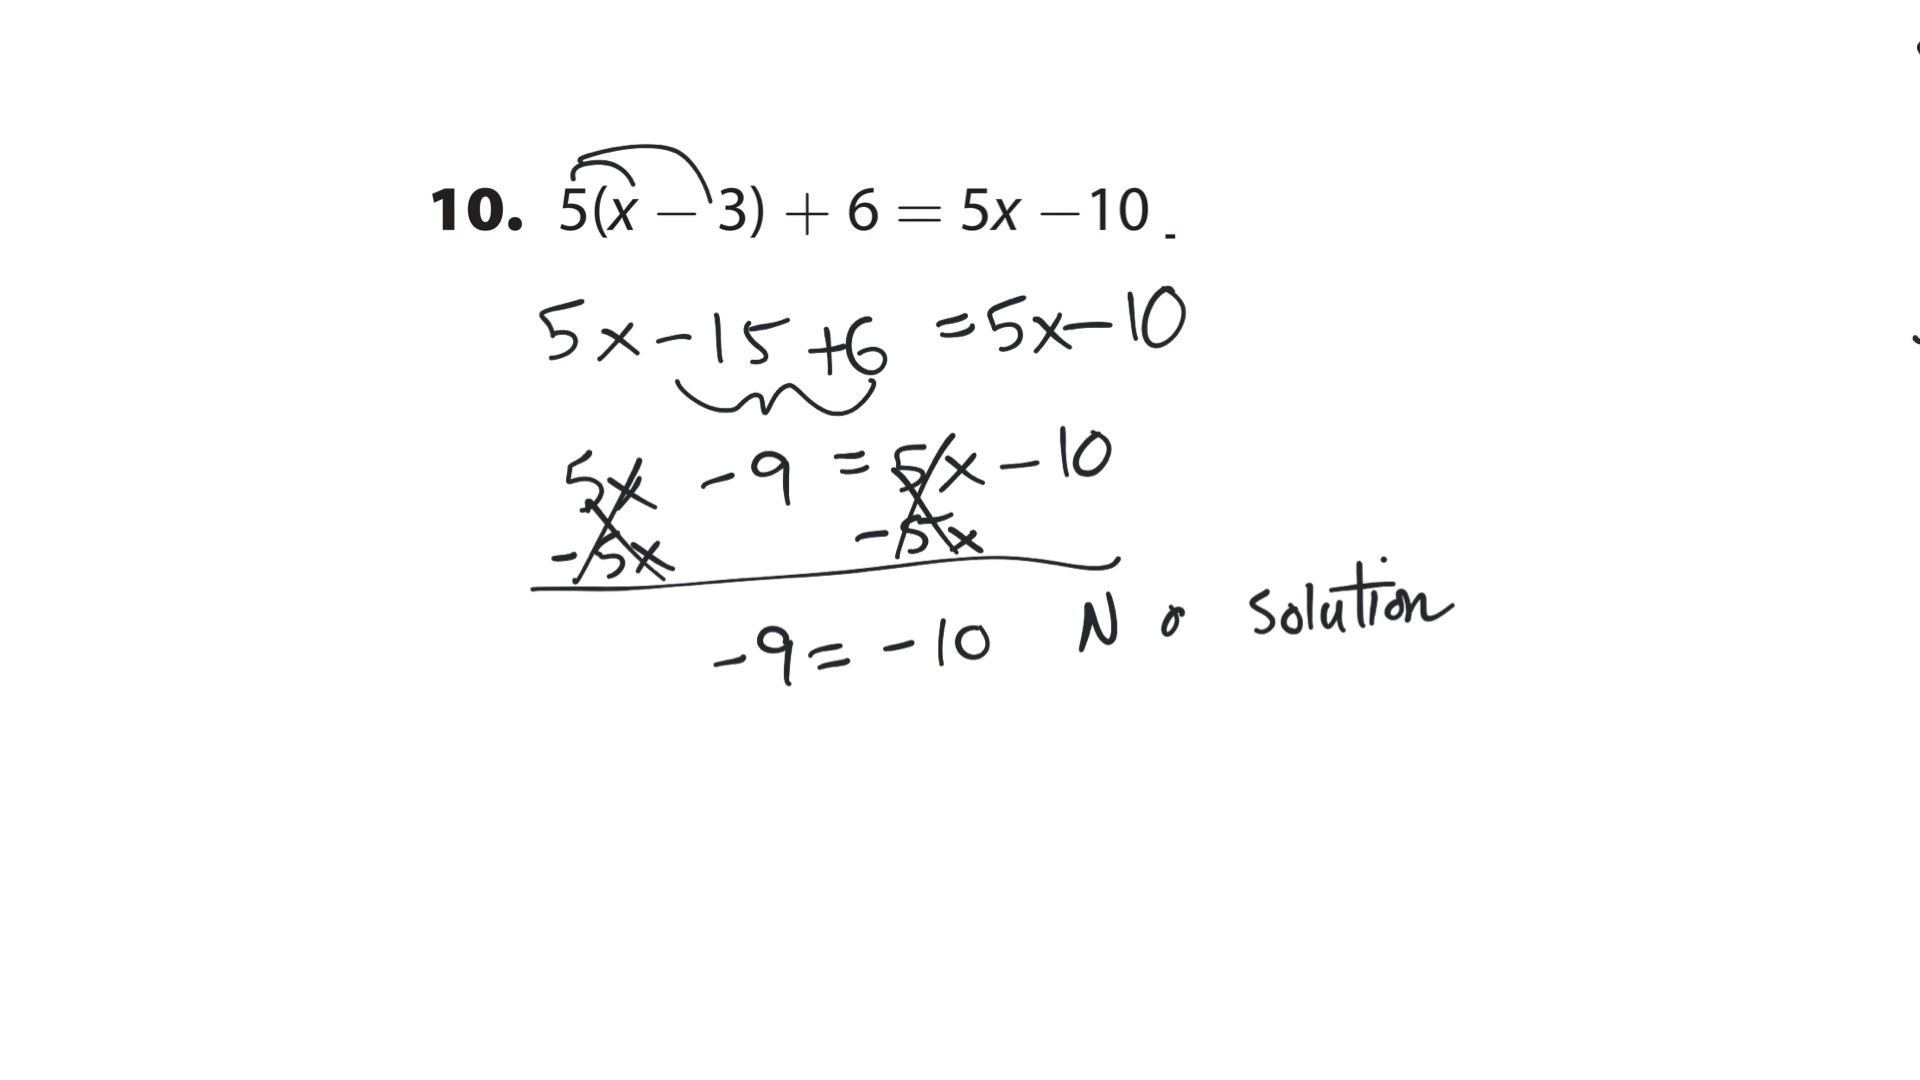 10. 5(x − 3) + 6 = 5x −10
5x − 15 + 6 = 5x − 10
5x − 9 = 5x − 10
−5x −5x
−9 = −10 No solution